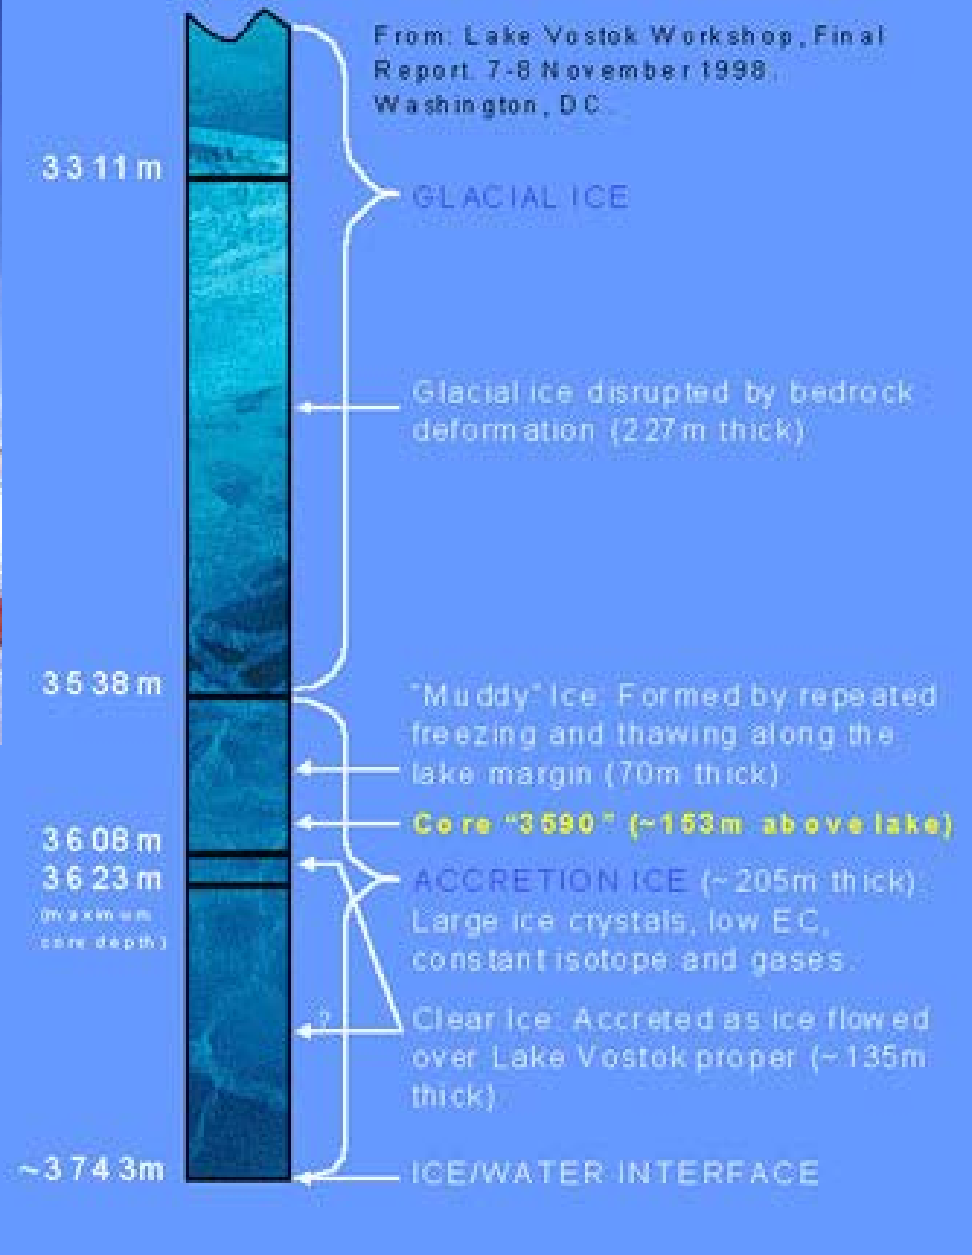 From: Lake Vostok Workshop, Final
Report. 7-8 November 1998.
Washington, DC.
3311m
GLACIAL ICE
Glacial ice disrupted by bedrock
deformation (227m thick)
3538m
"Muddy" Ice: Formed by repeated
freezing and thawing along the
lake margin (70m thick)
Core "3590" (~153m above lake)
3608m
3623m
(maximum
core depth)
ACCRETION ICE (~205m thick):
Large ice crystals, low EC,
constant isotope and gases.
?
Clear Ice: Accreted as ice flowed
over Lake Vostok proper (~135m
thick)
~3743m
ICE/WATER INTERFACE